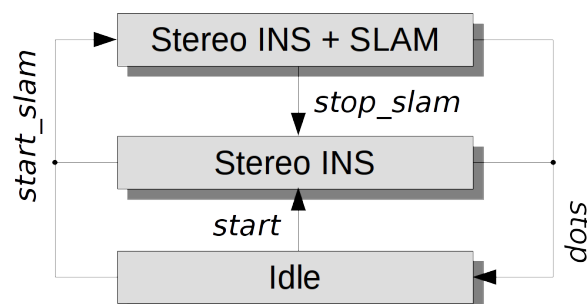 Stereo INS + SLAM
stop_slam
start_slam
Stereo INS
start
stop
Idle